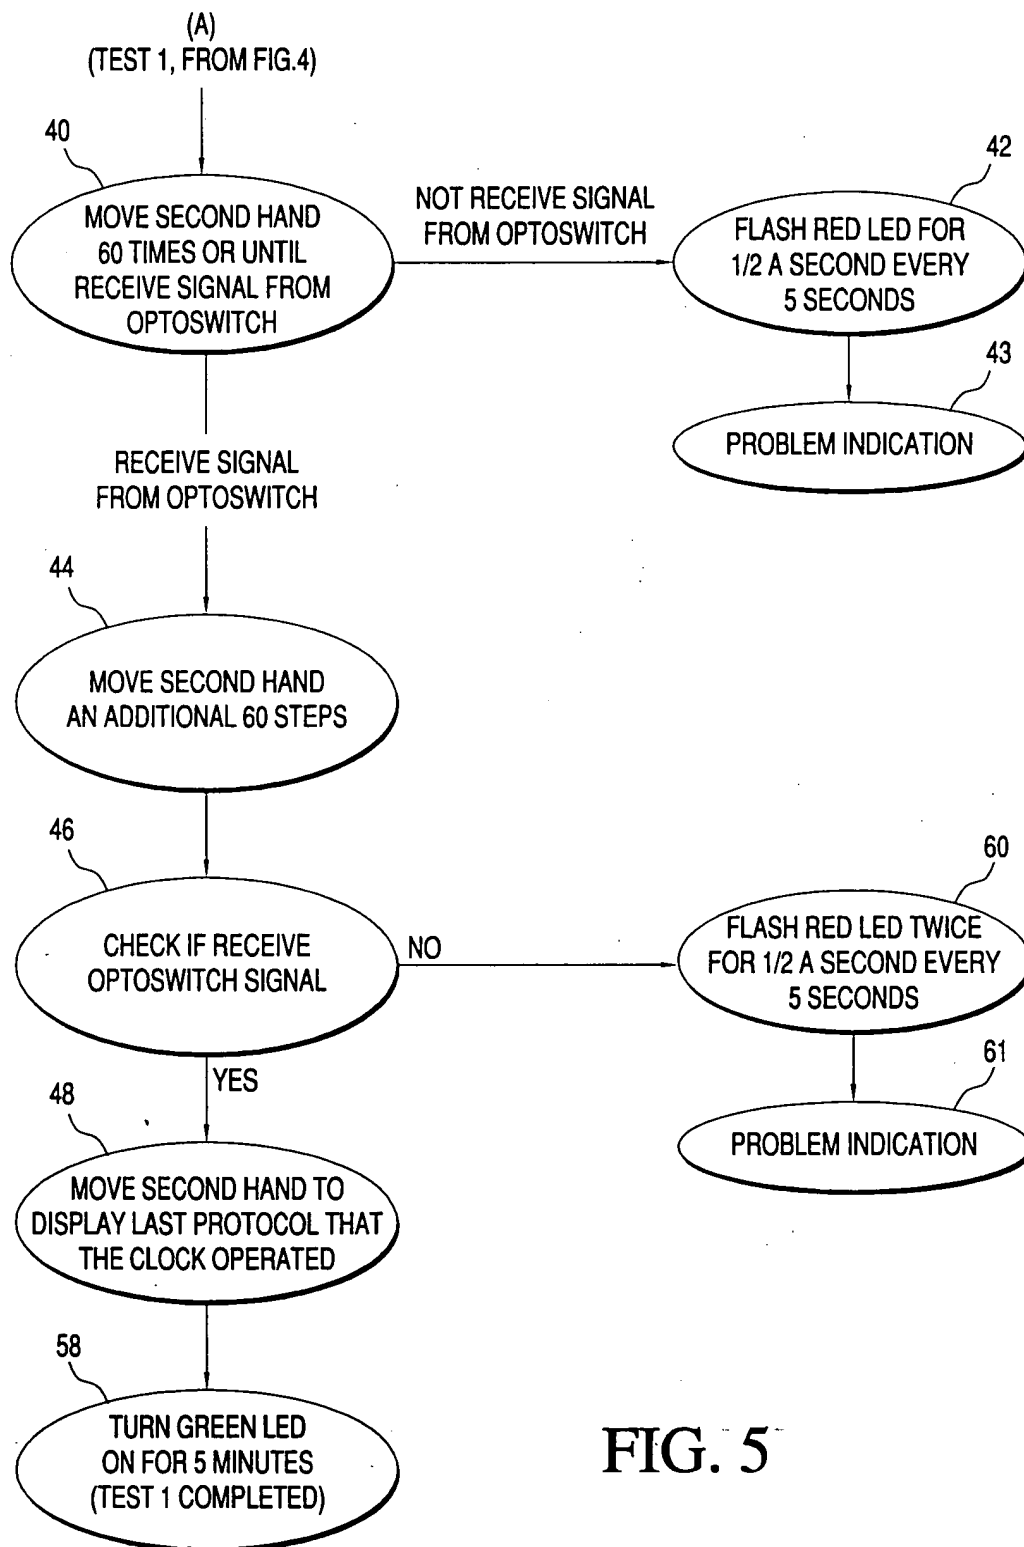 (A)
(TEST 1, FROM FIG.4)
40
MOVE SECOND HAND
60 TIMES OR UNTIL
RECEIVE SIGNAL FROM
OPTOSWITCH
NOT RECEIVE SIGNAL
FROM OPTOSWITCH
42
FLASH RED LED FOR
1/2 A SECOND EVERY
5 SECONDS
43
PROBLEM INDICATION
RECEIVE SIGNAL
FROM OPTOSWITCH
44
MOVE SECOND HAND
AN ADDITIONAL 60 STEPS
46
CHECK IF RECEIVE
OPTOSWITCH SIGNAL
NO
60
FLASH RED LED TWICE
FOR 1/2 A SECOND EVERY
5 SECONDS
61
PROBLEM INDICATION
YES
48
MOVE SECOND HAND TO
DISPLAY LAST PROTOCOL THAT
THE CLOCK OPERATED
58
TURN GREEN LED
ON FOR 5 MINUTES
(TEST 1 COMPLETED)
FIG. 5